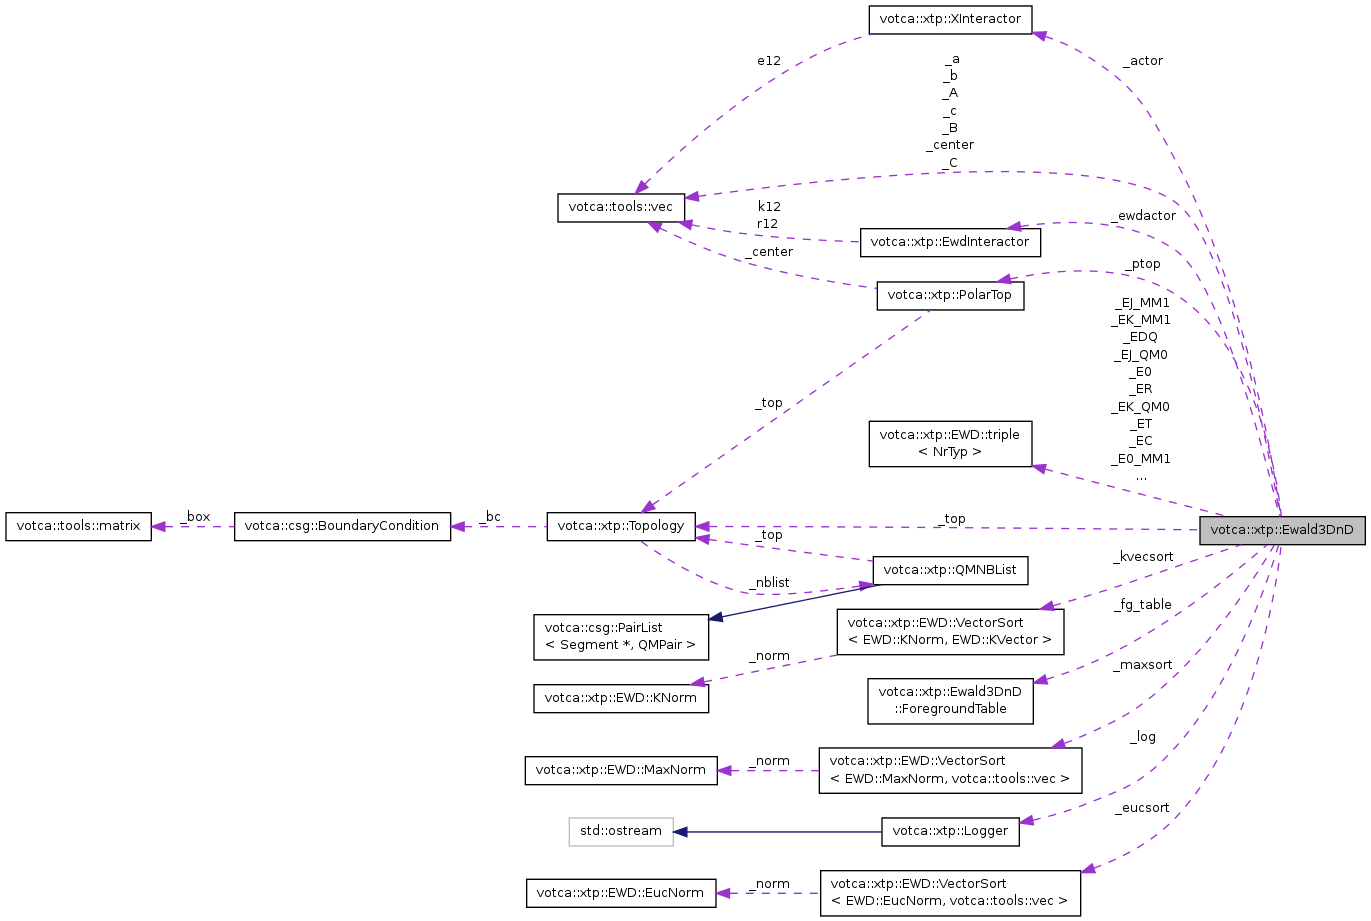 votca::xtp::XInteractor
e12
_a
_b
_A
_c
_B
_center
_C
_actor
votca::tools::vec
k12
r12
_ewdactor
votca::xtp::EwdInteractor
_center
_ptop
votca::xtp::PolarTop
_EJ_MM1
_EK_MM1
_EDQ
_EJ_QM0
_E0
_ER
_EK_QM0
_ET
_EC
_E0_MM1
...
_top
votca::xtp::EWD::triple
< NrTyp >
votca::tools::matrix
_box
votca::csg::BoundaryCondition
_bc
votca::xtp::Topology
_top
votca::xtp::Ewald3DnD
_top
_nblist
votca::xtp::QMNBList
_kvecsort
votca::csg::PairList
< Segment *, QMPair >
votca::xtp::EWD::VectorSort
< EWD::KNorm, EWD::KVector >
_fg_table
_norm
votca::xtp::EWD::KNorm
votca::xtp::Ewald3DnD
::ForegroundTable
_maxsort
votca::xtp::EWD::MaxNorm
_norm
votca::xtp::EWD::VectorSort
< EWD::MaxNorm, votca::tools::vec >
_log
std::ostream
votca::xtp::Logger
_eucsort
votca::xtp::EWD::EucNorm
_norm
votca::xtp::EWD::VectorSort
< EWD::EucNorm, votca::tools::vec >